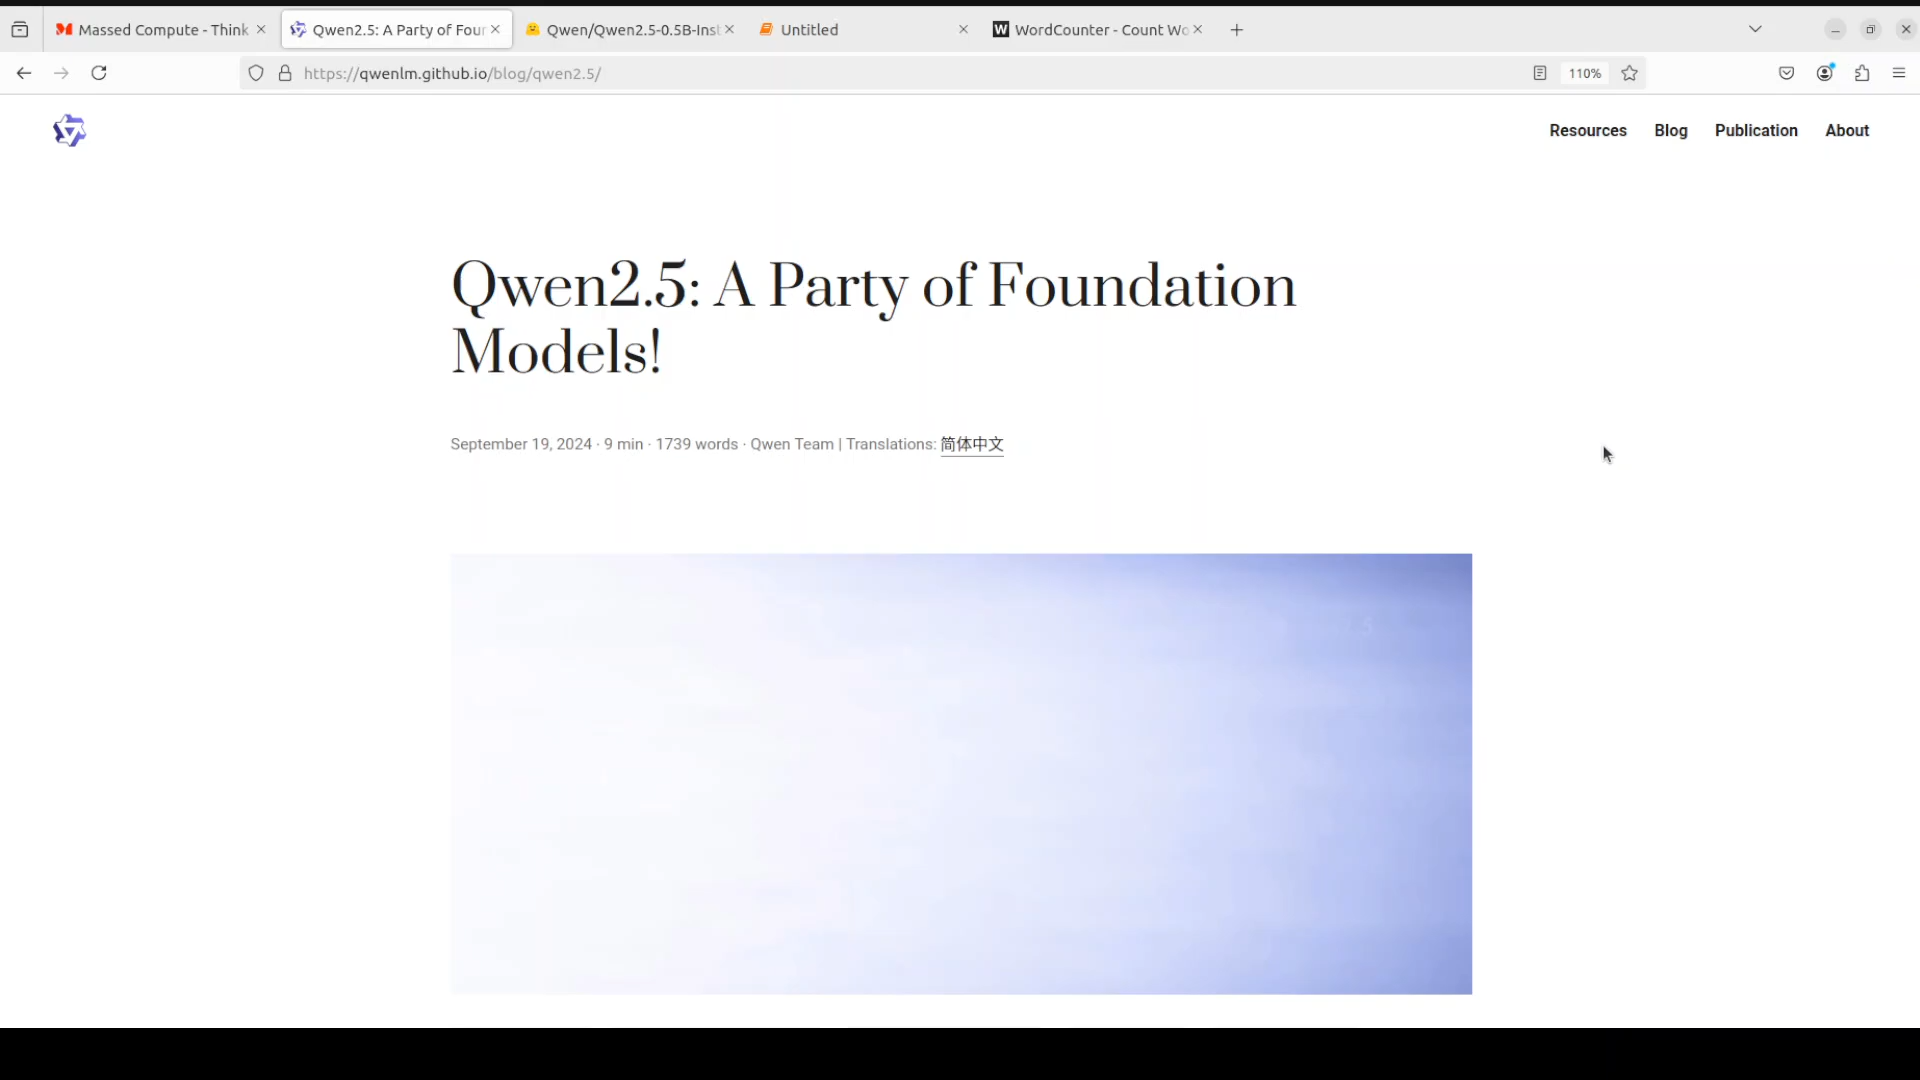 Massed Compute - Think
Qwen2.5: A Party of Four
Qwen/Qwen2.5-0.5B-Inst
Untitled
W WordCounter - Count Wo
https://qwenlm.github.io/blog/qwen2.5/
110%
Resources
Blog
Publication
About
Qwen2.5: A Party of Foundation
Models!
September 19, 2024 · 9 min · 1739 words · Qwen Team | Translations: 简体中文